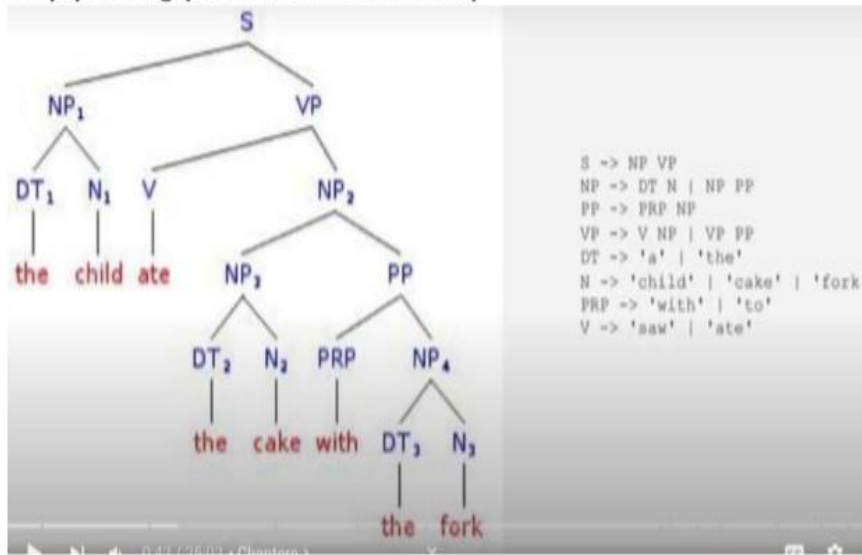 S
NP₁ VP
DT₁ N₁ V NP₂
the child ate NP₃ PP
DT₂ N₂ PRP NP₄
the cake with DT₃ N₃
the fork
S -> NP VP
NP -> DT N | NP PP
PP -> PRP NP
VP -> V NP | VP PP
DT -> 'a' | 'the'
N -> 'child' | 'cake' | 'fork
PRP -> 'with' | 'to'
V -> 'saw' | 'ate'